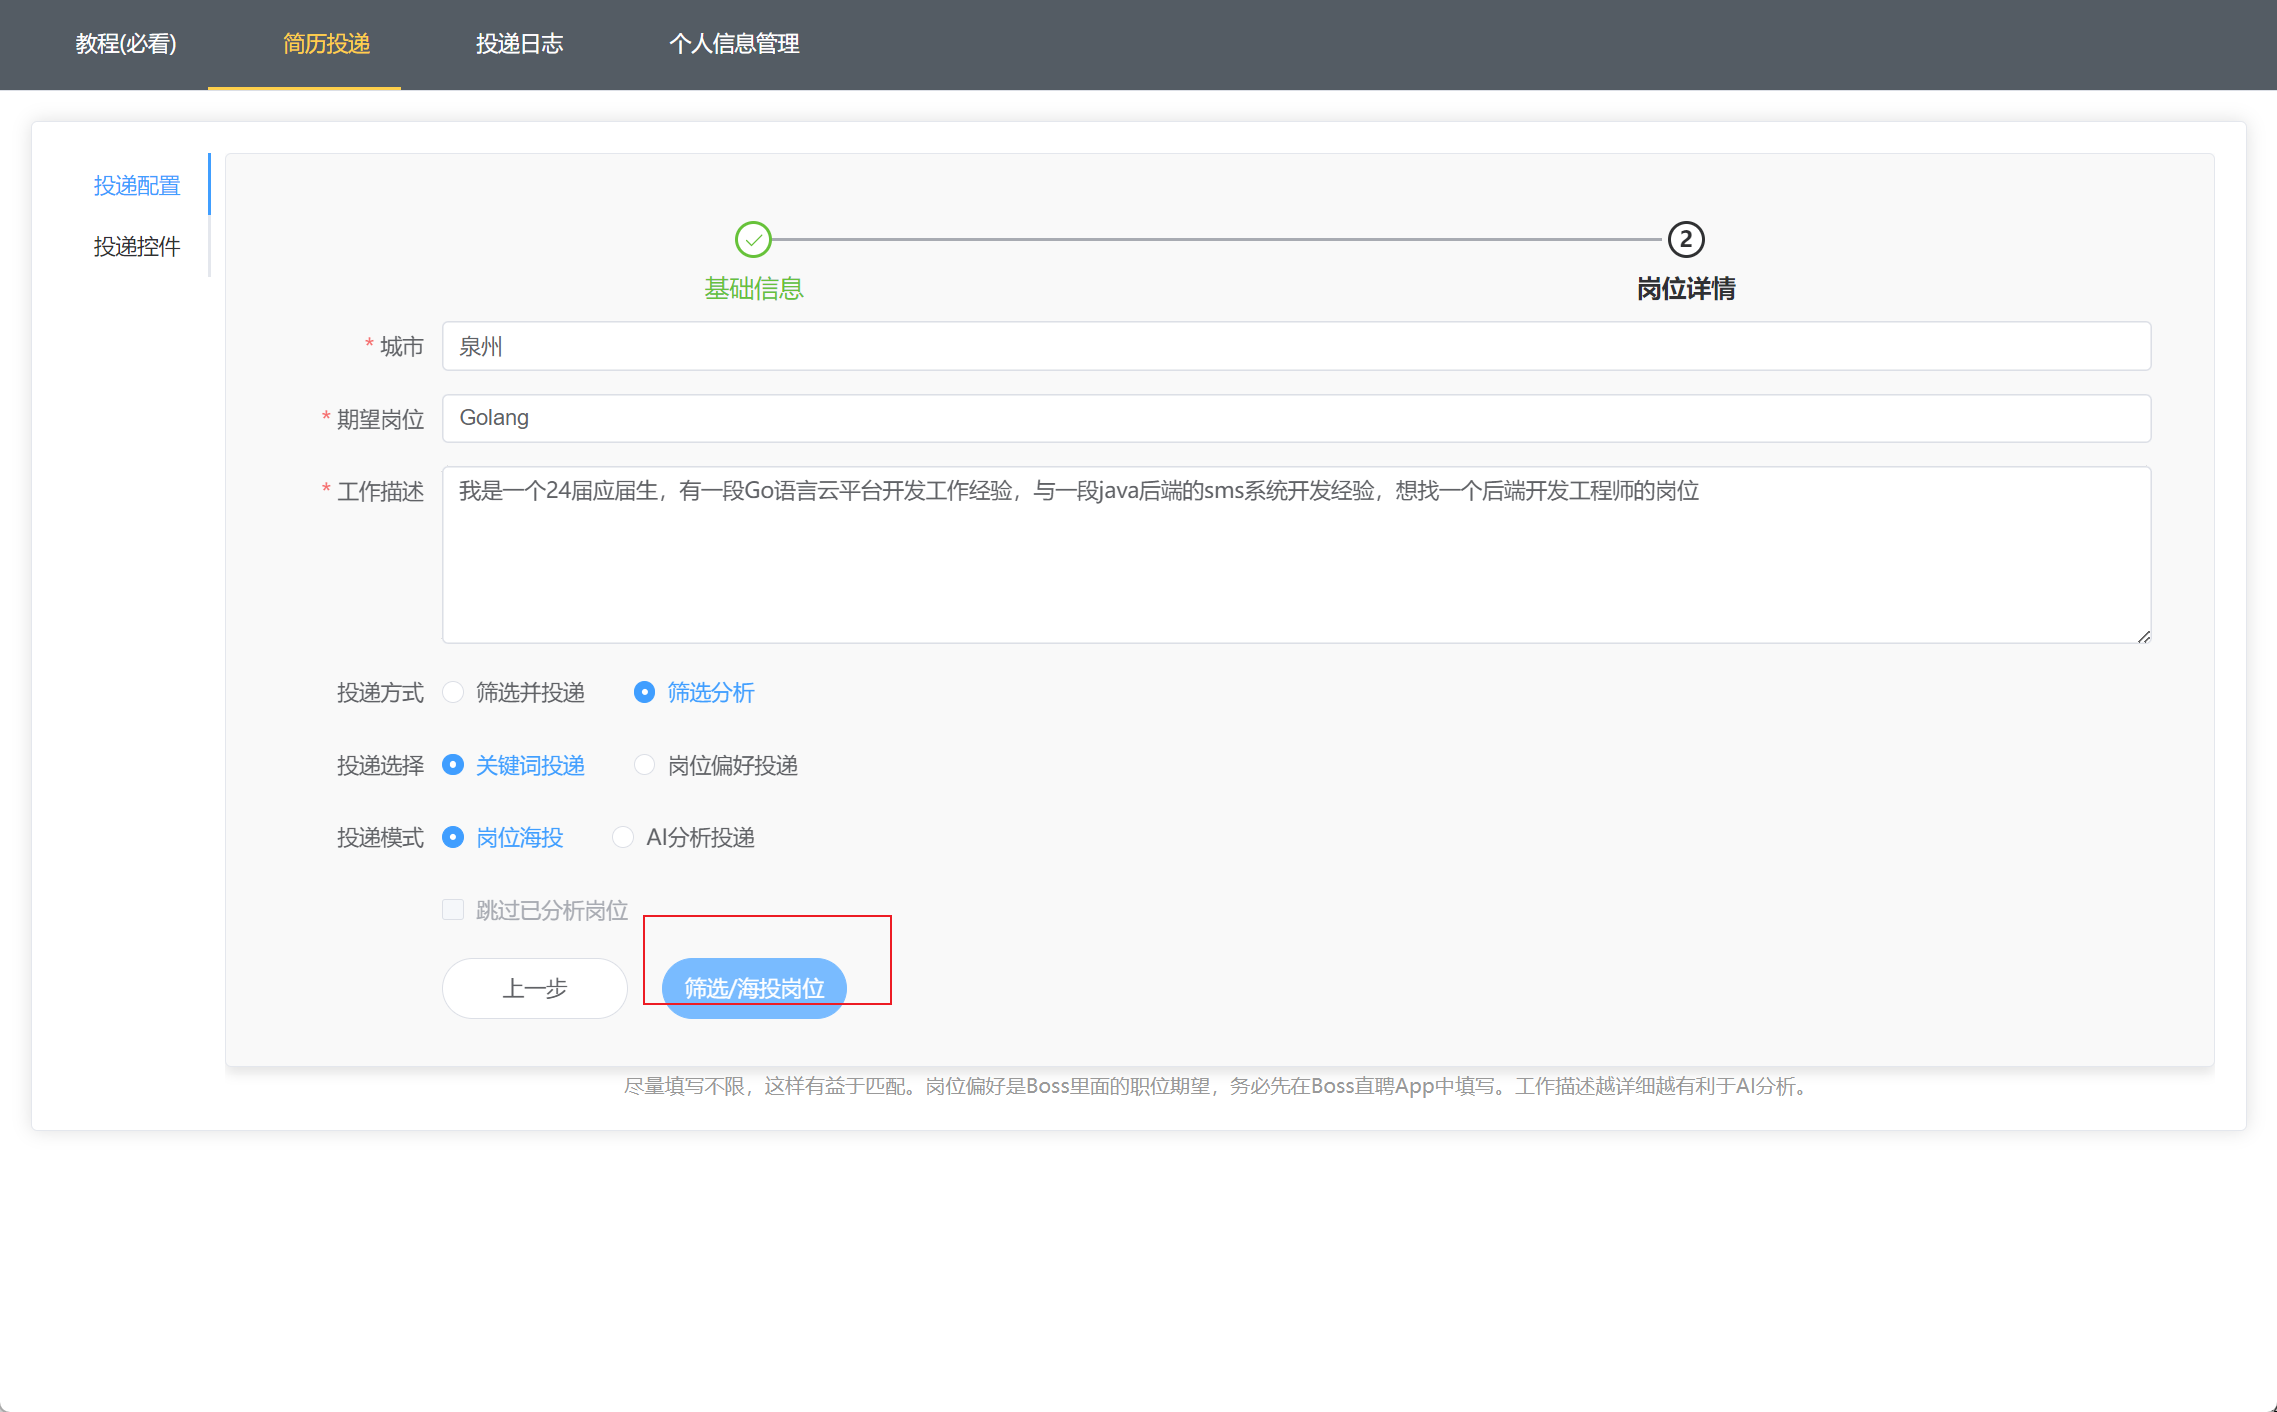 教程(必看) 简历投递 投递日志 个人信息管理
投递配置
投递控件
2
基础信息 岗位详情
* 城市 泉州
* 期望岗位 Golang
* 工作描述 我是一个24届应届生，有一段Go语言云平台开发工作经验，与一段java后端的sms系统开发经验，想找一个后端开发工程师的岗位
投递方式 筛选并投递 筛选分析
投递选择 关键词投递 岗位偏好投递
投递模式 岗位海投 AI分析投递
跳过已分析岗位
上一步 筛选/海投岗位
尽量填写不限，这样有益于匹配。岗位偏好是Boss里面的职位期望，务必先在Boss直聘App中填写。工作描述越详细越有利于AI分析。